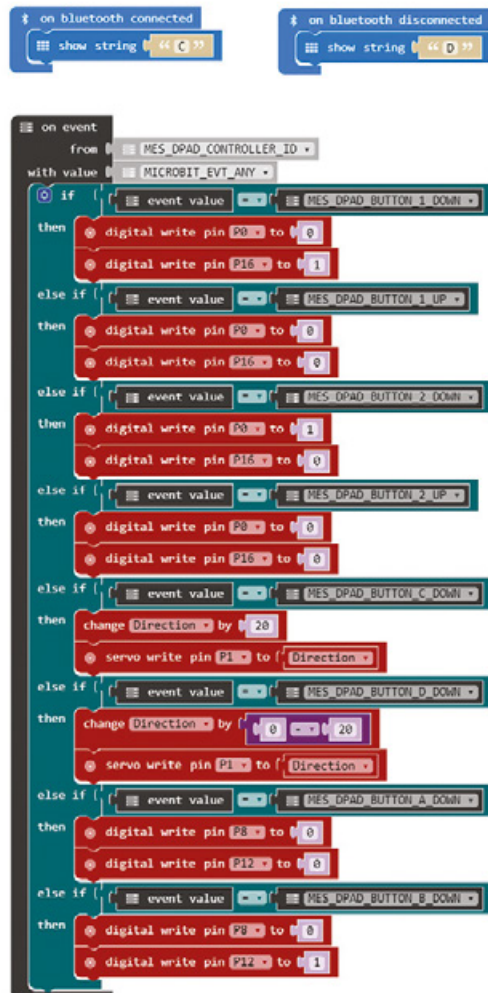 on bluetooth connected
show string “ C ”
on bluetooth disconnected
show string “ D ”
on event
from MES_DPAD_CONTROLLER_ID
with value MICROBIT_EVT_ANY
if event value = MES_DPAD_BUTTON_1_DOWN
then digital write pin P0 to 0
digital write pin P16 to 1
else if event value = MES_DPAD_BUTTON_1_UP
then digital write pin P0 to 0
digital write pin P16 to 0
else if event value = MES_DPAD_BUTTON_2_DOWN
then digital write pin P0 to 1
digital write pin P16 to 0
else if event value = MES_DPAD_BUTTON_2_UP
then digital write pin P0 to 0
digital write pin P16 to 0
else if event value = MES_DPAD_BUTTON_C_DOWN
then change Direction by 20
servo write pin P1 to Direction
else if event value = MES_DPAD_BUTTON_D_DOWN
then change Direction by 0 - 20
servo write pin P1 to Direction
else if event value = MES_DPAD_BUTTON_A_DOWN
then digital write pin P8 to 0
digital write pin P12 to 0
else if event value = MES_DPAD_BUTTON_B_DOWN
then digital write pin P8 to 0
digital write pin P12 to 1